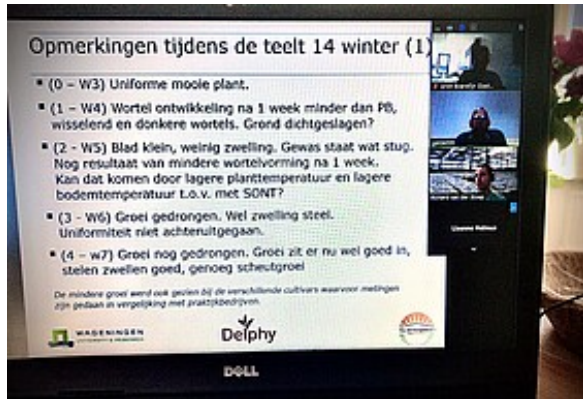 Opmerkingen tijdens de teelt 14 winter (1)
▪ (0 – W3) Uniforme mooie plant.
▪ (1 – W4) Wortel ontwikkeling na 1 week minder dan PB,
wisselend en donkere wortels. Grond dichtgeslagen?
▪ (2 - W5) Blad klein, weinig zwelling. Gewas staat wat stug.
Nog resultaat van mindere wortelvorming na 1 week.
Kan dat komen door lagere planttemperatuur en lagere
bodemtemperatuur t.o.v. met SONT?
▪ (3 - W6) Groei gedrongen. Wel zwelling steel.
Uniformiteit niet achteruitgegaan.
▪ (4 – w7) Groei nog gedrongen. Groei zit er nu wel goed in,
stelen zwellen goed, genoeg scheutgroei
De mindere groei werd ook gezien bij de verschillende cultivars waarvoor metingen
zijn gedaan in vergelijking met praktijkbedrijven.
WAGENINGEN
Delphy
DELL